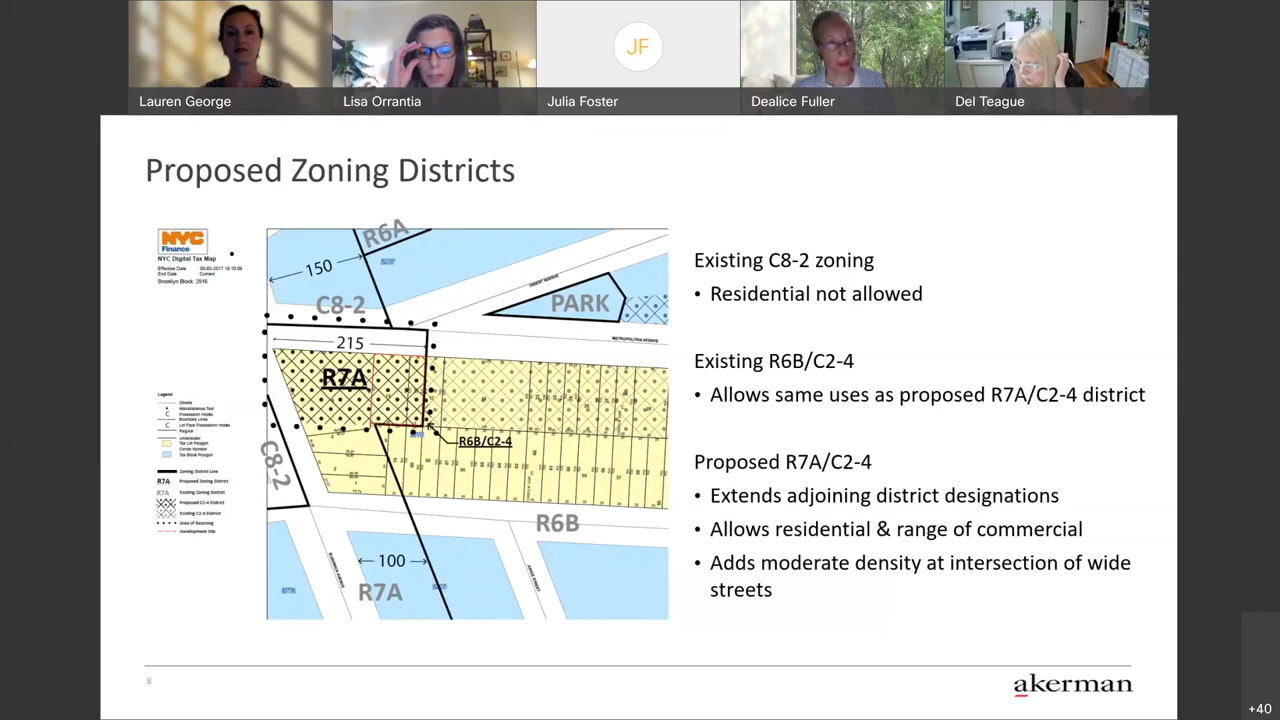 JF
Lauren George
Lisa Orrantia
Julia Foster
Dealice Fuller
Del Teague
Proposed Zoning Districts
NYC
Finance
NYC Digital Tax Map
Effective Date
End Date
Current
Brooklyn Block: 2916
R6A
150
C8-2
PARK
215
METROPOLITAN AVENUE
R7A
R6B/C2-4
C8-2
R6B
100
R7A
Legend
Streets
Miscellaneous Text
Possession Hooks
Boundary Lines
Lot Face Possession Hooks
Regular
Underwater
Tax Lot Polygon
Condo Number
Tax Block Polygon
Zoning District Line
R7A Proposed Zoning District
R7A Existing Zoning District
Proposed C2-4 District
Existing C2-4 District
Area of Rezoning
Development Site
Existing C8-2 zoning
• Residential not allowed
Existing R6B/C2-4
• Allows same uses as proposed R7A/C2-4 district
Proposed R7A/C2-4
• Extends adjoining district designations
• Allows residential & range of commercial
• Adds moderate density at intersection of wide
streets
8
akerman
+40